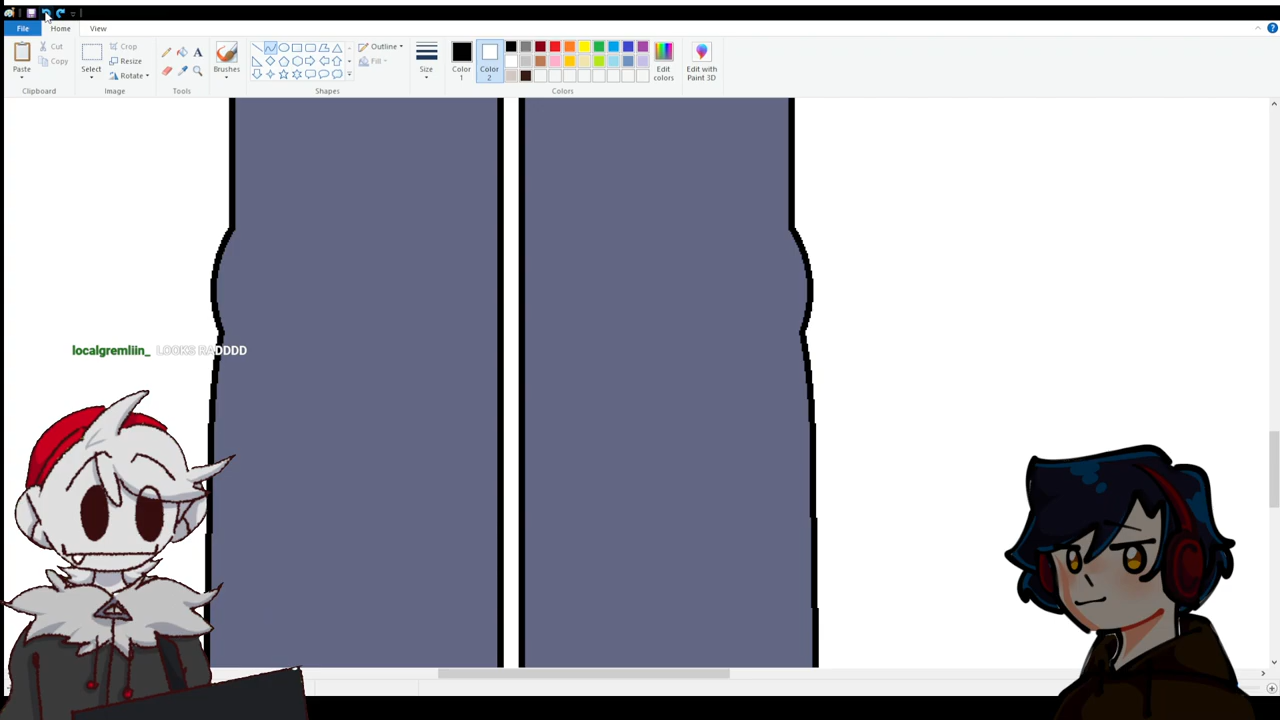 File Home View
Paste
Cut
Copy
Clipboard
Select
Crop
Resize
Rotate
Image
A
Tools
Brushes
Shapes
Outline
Fill
Size
Color
1
Color
2
Edit
colors
Colors
Edit with
Paint 3D
localgremliin_ LOOKS RADDDD